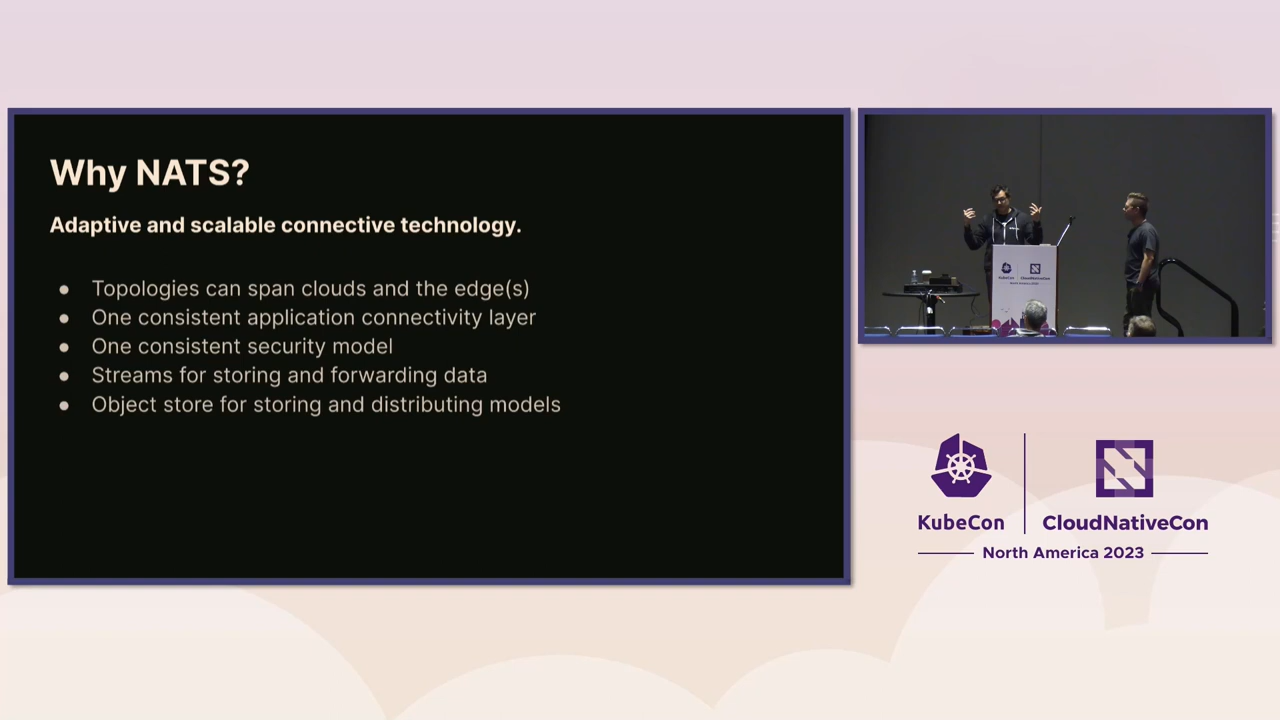 Why NATS?
Adaptive and scalable connective technology.
● Topologies can span clouds and the edge(s)
● One consistent application connectivity layer
● One consistent security model
● Streams for storing and forwarding data
● Object store for storing and distributing models
KubeCon
CloudNativeCon
North America 2023